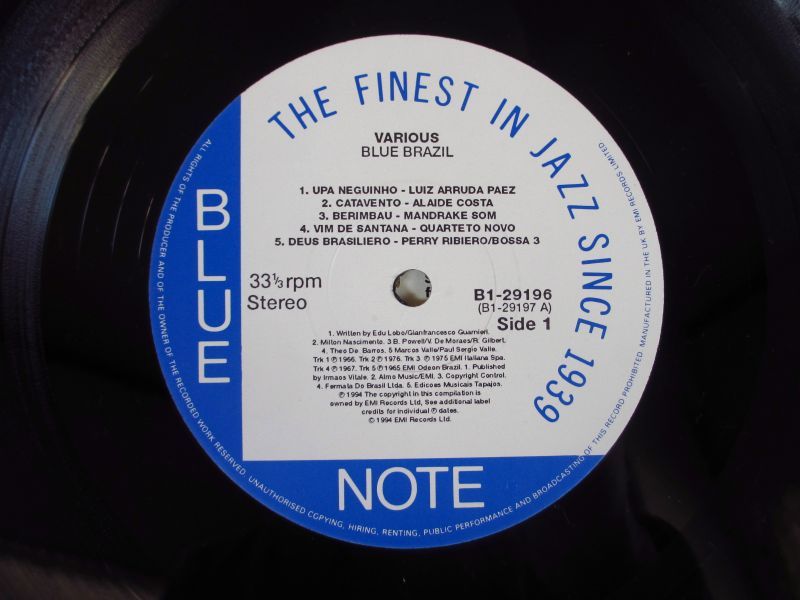 THE FINEST IN JAZZ SINCE 1939
VARIOUS
BLUE BRAZIL
1. UPA NEGUINHO - LUIZ ARRUDA PAEZ
2. CATAVENTO - ALAIDE COSTA
3. BERIMBAU - MANDRAKE SOM
4. VIM DE SANTANA - QUARTETO NOVO
5. DEUS BRASILIERO - PERRY RIBIERO/BOSSA 3
33⅓ rpm
Stereo
B1-29196
(B1-29197 A)
Side 1
1. Written by Edu Lobo/Gianfrancesco Guarnieri.
2. Milton Nascimento. 3 B. Powell/V. De Moraes/R. Gilbert.
4. Theo De. Barros. 5 Marcos Valle/Paul Sergio Valle.
Trk 1 ℗ 1966. Trk 2 ℗ 1976. Trk 3 ℗ 1975 EMI Italiana Spa.
Trk 4 ℗ 1967. Trk 5 ℗ 1965 EMI Odeon Brazil. 1. Published
by Irmaos Vitale. 2. Almo Music/EMI. 3. Copyright Control.
4. Fermata Do Brasil Ltda. 5. Edicoes Musicais Tapajos.
℗ 1994 The copyright in this compilation is
owned by EMI Records Ltd, See additional label
credits for individual ℗ dates.
© 1994 EMI Records Ltd.
BLUE
NOTE
ALL RIGHTS OF THE PRODUCER AND OF THE OWNER OF THE RECORDED WORK RESERVED. UNAUTHORISED COPYING, HIRING, RENTING, PUBLIC PERFORMANCE AND BROADCASTING OF THIS RECORD PROHIBITED. MANUFACTURED IN THE UK BY EMI RECORDS LIMITED